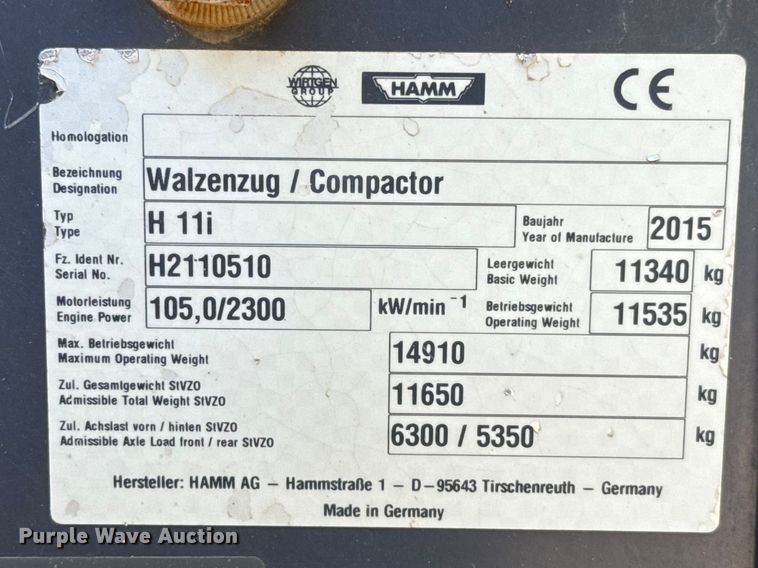 WIRTGEN
GROUP
HAMM
CE
Homologation
Bezeichnung
Designation
Walzenzug / Compactor
Typ
Type
H 11i
Baujahr
Year of Manufacture
2015
Fz. Ident Nr.
Serial No.
H2110510
Leergewicht
Basic Weight
11340 kg
Motorleistung
Engine Power
105,0/2300 kW/min -1
Betriebsgewicht
Operating Weight
11535 kg
Max. Betriebsgewicht
Maximum Operating Weight
14910 kg
Zul. Gesamtgewicht StVZO
Admissible Total Weight StVZO
11650 kg
Zul. Achslast vorn / hinten StVZO
Admissible Axle Load front / rear StVZO
6300 / 5350 kg
Hersteller: HAMM AG – Hammstraße 1 – D–95643 Tirschenreuth – Germany
Made in Germany
Purple Wave Auction